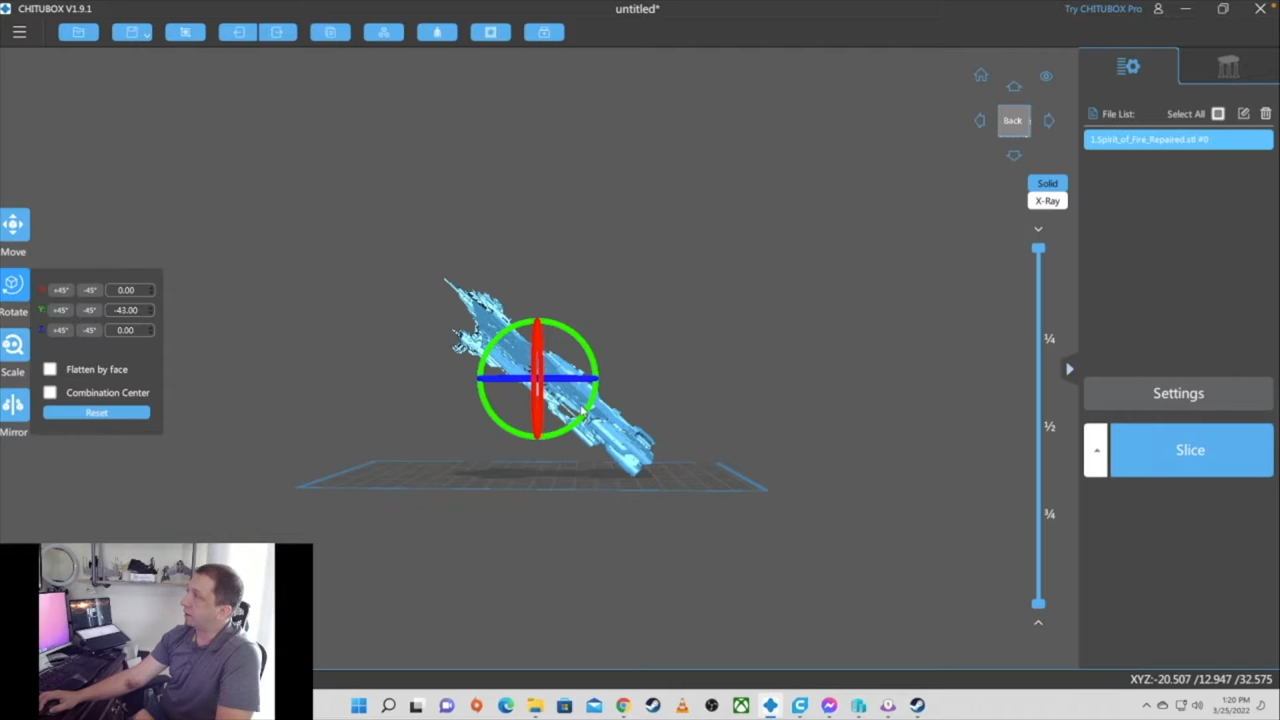 CHITUBOX V1.9.1
untitled*
Try CHITUBOX Pro
Back
File List:
Select All
1.Spirit_of_Fire_Repaired.stl #0
Solid
X-Ray
Move
Rotate
Scale
Mirror
X: +45° -45° 0.00
Y: +45° -45° -43.00
+45° -45° 0.00
Flatten by face
Combination Center
Reset
¼
½
¾
Settings
Slice
XYZ:-20.507 /12.947 /32.575
1:20 PM
3/25/2022